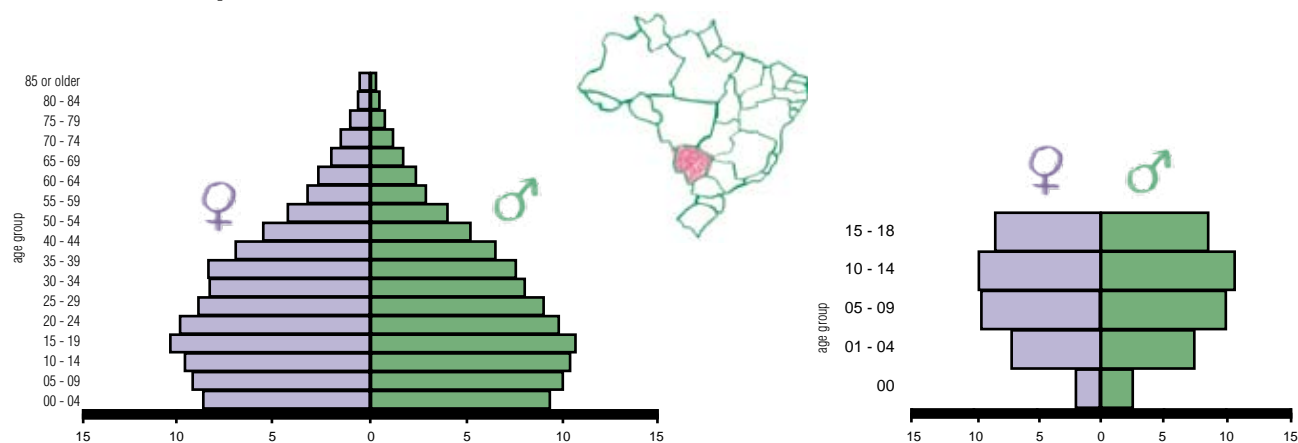 85 or older
80 - 84
75 - 79
70 - 74
65 - 69
60 - 64
55 - 59
50 - 54
40 - 44
35 - 39
30 - 34
25 - 29
20 - 24
15 - 19
10 - 14
05 - 09
00 - 04
age group
15 10 5 0 5 10 15
15 - 18
10 - 14
05 - 09
01 - 04
00
age group
15 10 5 0 5 10 15